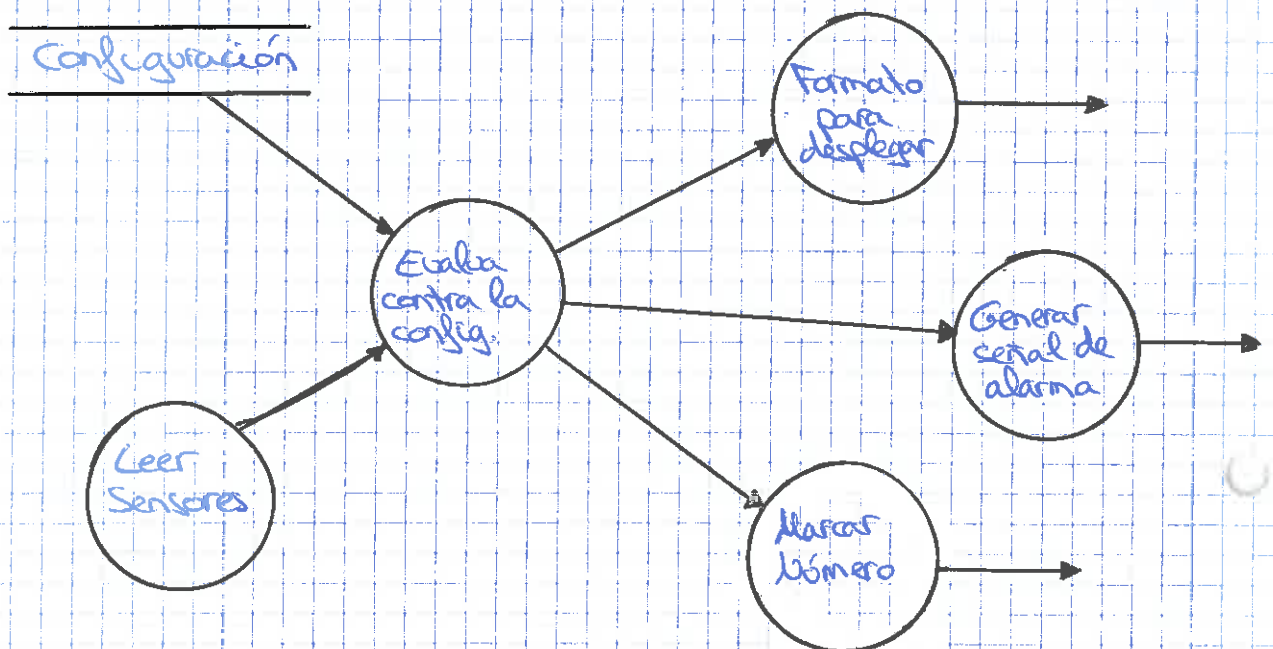 Configuración
Formato
para
desplegar
Evalua
contra la
config.
Generar
señal de
alarma
Leer
Sensores
Marcar
Número